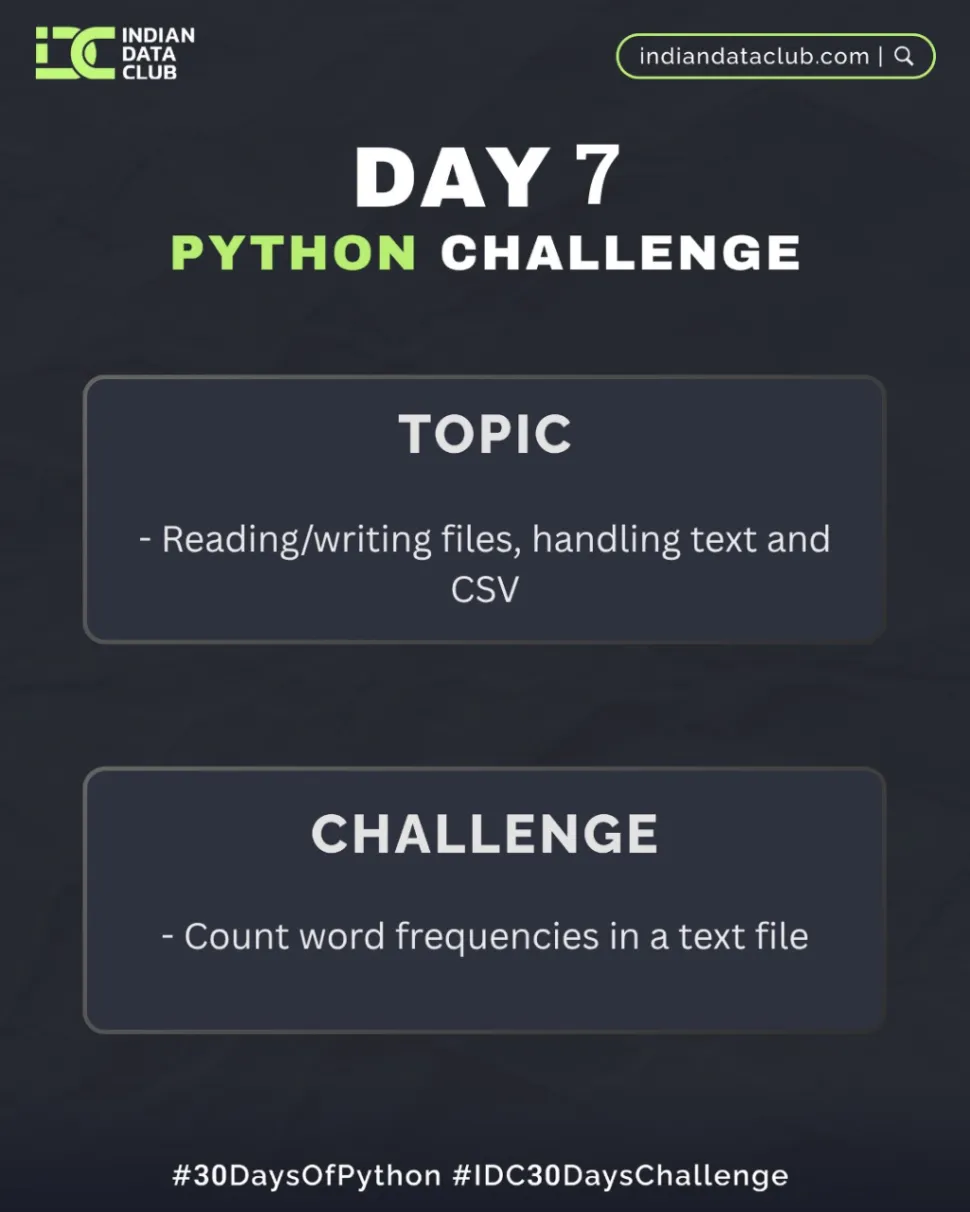 INDIAN
DATA
CLUB
indiandataclub.com |
DAY 7
PYTHON CHALLENGE
TOPIC
- Reading/writing files, handling text and
CSV
CHALLENGE
- Count word frequencies in a text file
#30DaysOfPython #IDC30DaysChallenge